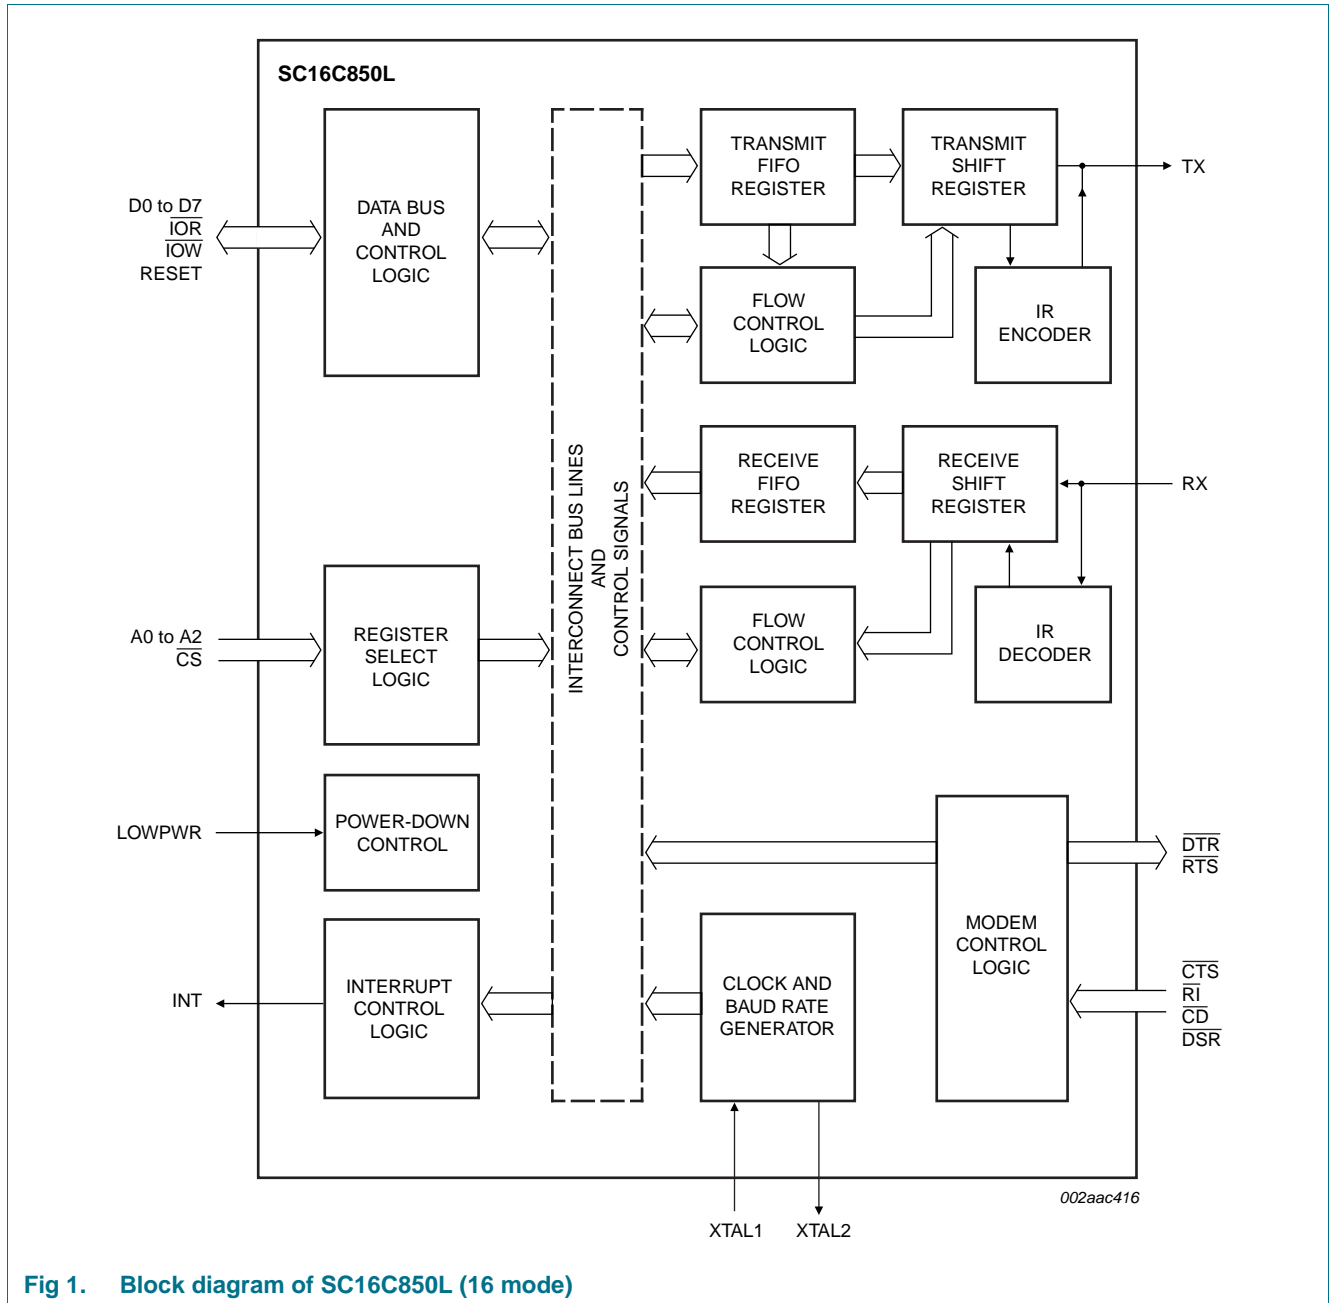 SC16C850L
D0 to D7
IOR
IOW
RESET
DATA BUS
AND
CONTROL
LOGIC
TRANSMIT
FIFO
REGISTER
TRANSMIT
SHIFT
REGISTER
TX
FLOW
CONTROL
LOGIC
IR
ENCODER
INTERCONNECT BUS LINES
AND
CONTROL SIGNALS
RECEIVE
FIFO
REGISTER
RECEIVE
SHIFT
REGISTER
RX
A0 to A2
CS
REGISTER
SELECT
LOGIC
FLOW
CONTROL
LOGIC
IR
DECODER
LOWPWR
POWER-DOWN
CONTROL
DTR
RTS
MODEM
CONTROL
LOGIC
INT
INTERRUPT
CONTROL
LOGIC
CLOCK AND
BAUD RATE
GENERATOR
CTS
RI
CD
DSR
XTAL1
XTAL2
002aac416
Fig 1. Block diagram of SC16C850L (16 mode)